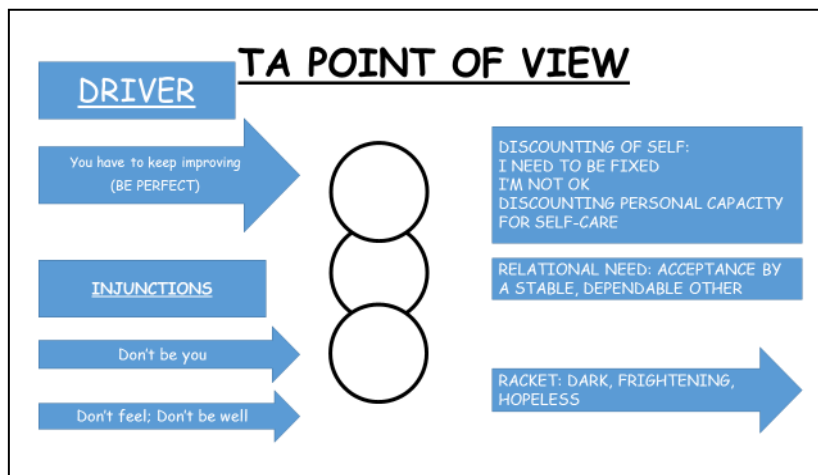 TA POINT OF VIEW
DRIVER
You have to keep improving
(BE PERFECT)
INJUNCTIONS
Don't be you
Don't feel; Don't be well
DISCOUNTING OF SELF:
I NEED TO BE FIXED
I'M NOT OK
DISCOUNTING PERSONAL CAPACITY
FOR SELF-CARE
RELATIONAL NEED: ACCEPTANCE BY
A STABLE, DEPENDABLE OTHER
RACKET: DARK, FRIGHTENING,
HOPELESS